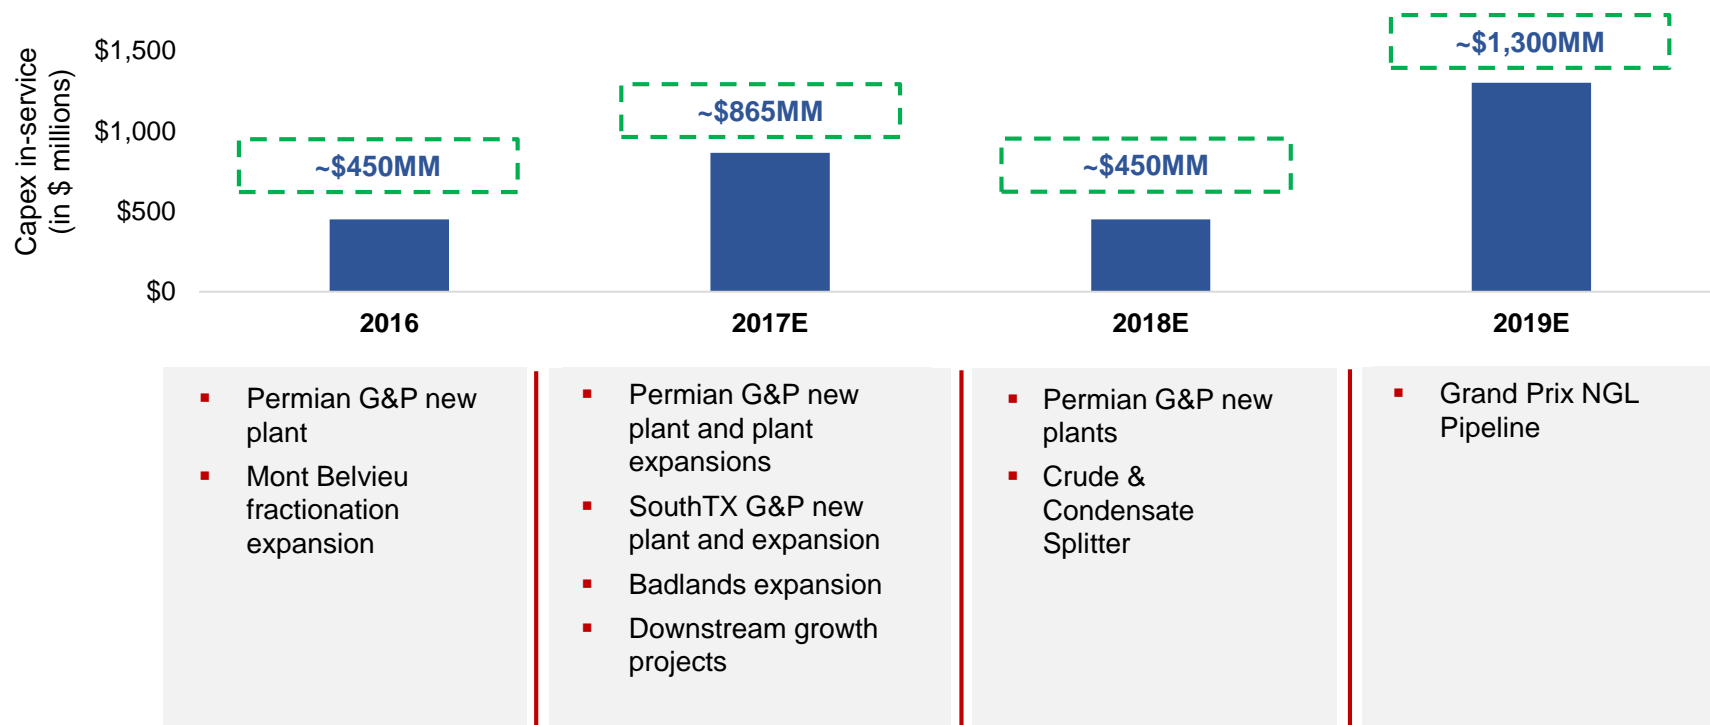 Capex in-service
(in $ millions)
$1,500
$1,000
$500
$0
~$450MM
~$865MM
~$450MM
~$1,300MM
2016
2017E
2018E
2019E
▪ Permian G&P new
plant
▪ Mont Belvieu
fractionation
expansion
▪ Permian G&P new
plant and plant
expansions
▪ SouthTX G&P new
plant and expansion
▪ Badlands expansion
▪ Downstream growth
projects
▪ Permian G&P new
plants
▪ Crude &
Condensate
Splitter
▪ Grand Prix NGL
Pipeline